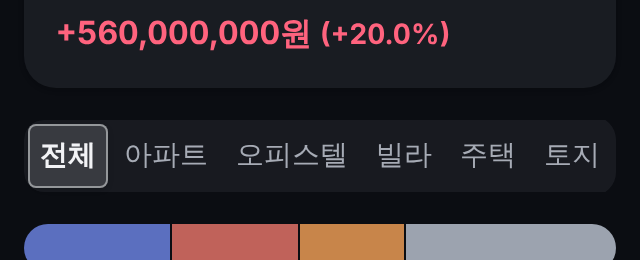 +560,000,000원 (+20.0%)
전체 아파트 오피스텔 빌라 주택 토지